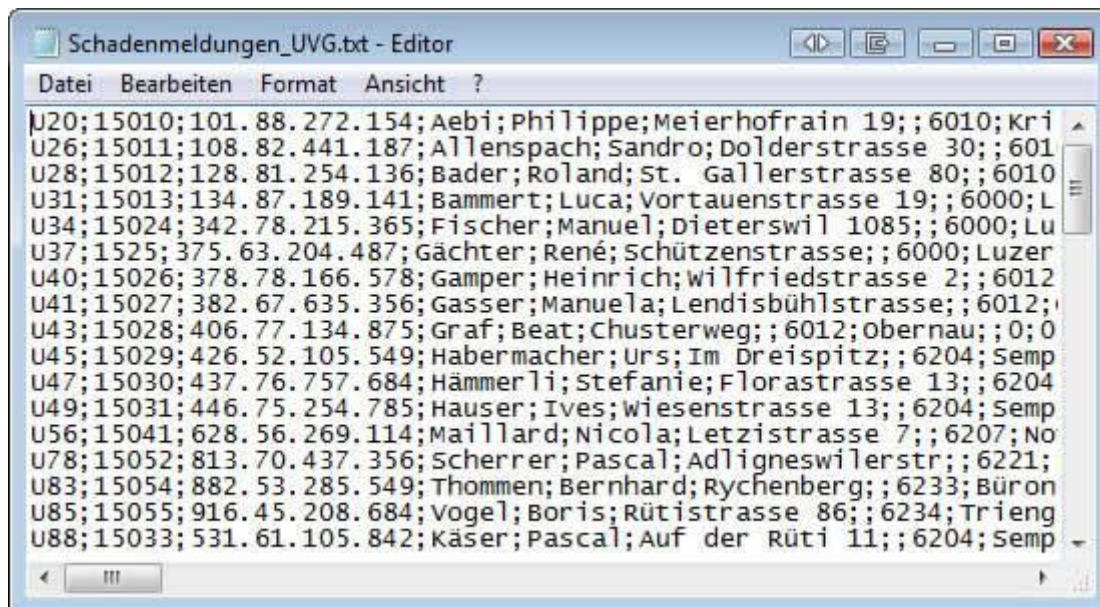 Schadenmeldungen_UVG.txt - Editor
Datei Bearbeiten Format Ansicht ?
U20;15010;101.88.272.154;Aebi;Philippe;Meierhofrain 19;;6010;Kri
U26;15011;108.82.441.187;Allenspach;Sandro;Dolderstrasse 30;;601
U28;15012;128.81.254.136;Bader;Roland;St. Gallerstrasse 80;;6010
U31;15013;134.87.189.141;Bammert;Luca;Vortauenstrasse 19;;6000;L
U34;15024;342.78.215.365;Fischer;Manuel;Dieterswil 1085;;6000;Lu
U37;1525;375.63.204.487;Gächter;René;Schützenstrasse;;6000;Luzer
U40;15026;378.78.166.578;Gamper;Heinrich;Wilfriedstrasse 2;;6012
U41;15027;382.67.635.356;Gasser;Manuela;Lendisbühlstrasse;;6012;
U43;15028;406.77.134.875;Graf;Beat;Chusterweg;;6012;Obernau;;0;0
U45;15029;426.52.105.549;Habermacher;Urs;Im Dreispitz;;6204;Semp
U47;15030;437.76.757.684;Hämmerli;Stefanie;Florastrasse 13;;6204
U49;15031;446.75.254.785;Hauser;Ives;Wiesenstrasse 13;;6204;Semp
U56;15041;628.56.269.114;Maillard;Nicola;Letzistrasse 7;;6207;No
U78;15052;813.70.437.356;Scherrer;Pascal;Adligneswilerstr;;6221;
U83;15054;882.53.285.549;Thommen;Bernhard;Rychenberg;;6233;Büron
U85;15055;916.45.208.684;Vogel;Boris;Rütistrasse 86;;6234;Trieng
U88;15033;531.61.105.842;Käser;Pascal;Auf der Rüti 11;;6204;Semp